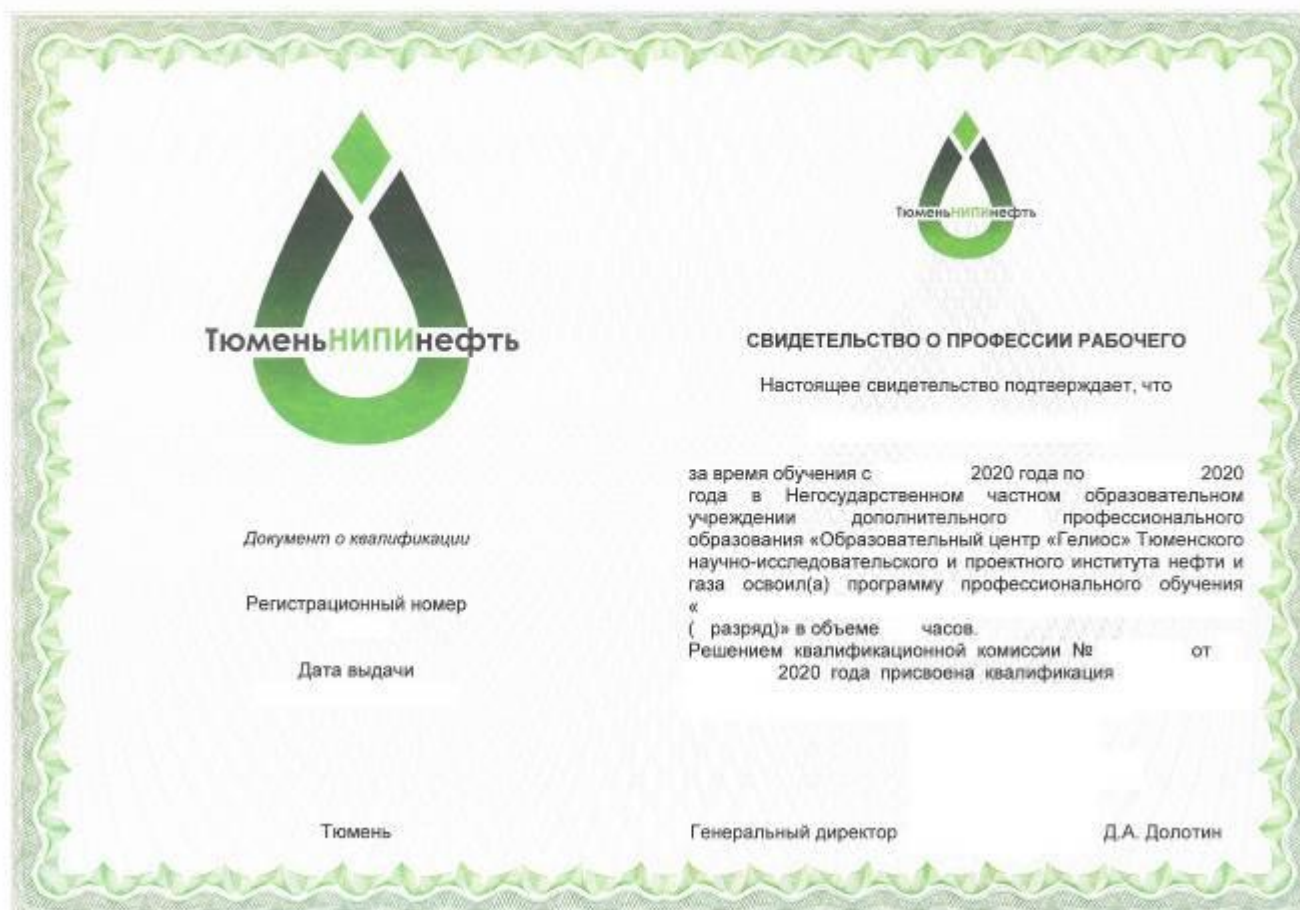 ТюменьНИПИнефть
Документ о квалификации
Регистрационный номер
Дата выдачи
Тюмень
ТюменьНИПИнефть
СВИДЕТЕЛЬСТВО О ПРОФЕССИИ РАБОЧЕГО
Настоящее свидетельство подтверждает, что
за время обучения с 2020 года по 2020
года в Негосударственном частном образовательном
учреждении дополнительного профессионального
образования «Образовательный центр «Гелиос» Тюменского
научно-исследовательского и проектного института нефти и
газа освоил(а) программу профессионального обучения
«
( разряд)» в объеме часов.
Решением квалификационной комиссии № от
2020 года присвоена квалификация
Генеральный директор Д.А. Долотин